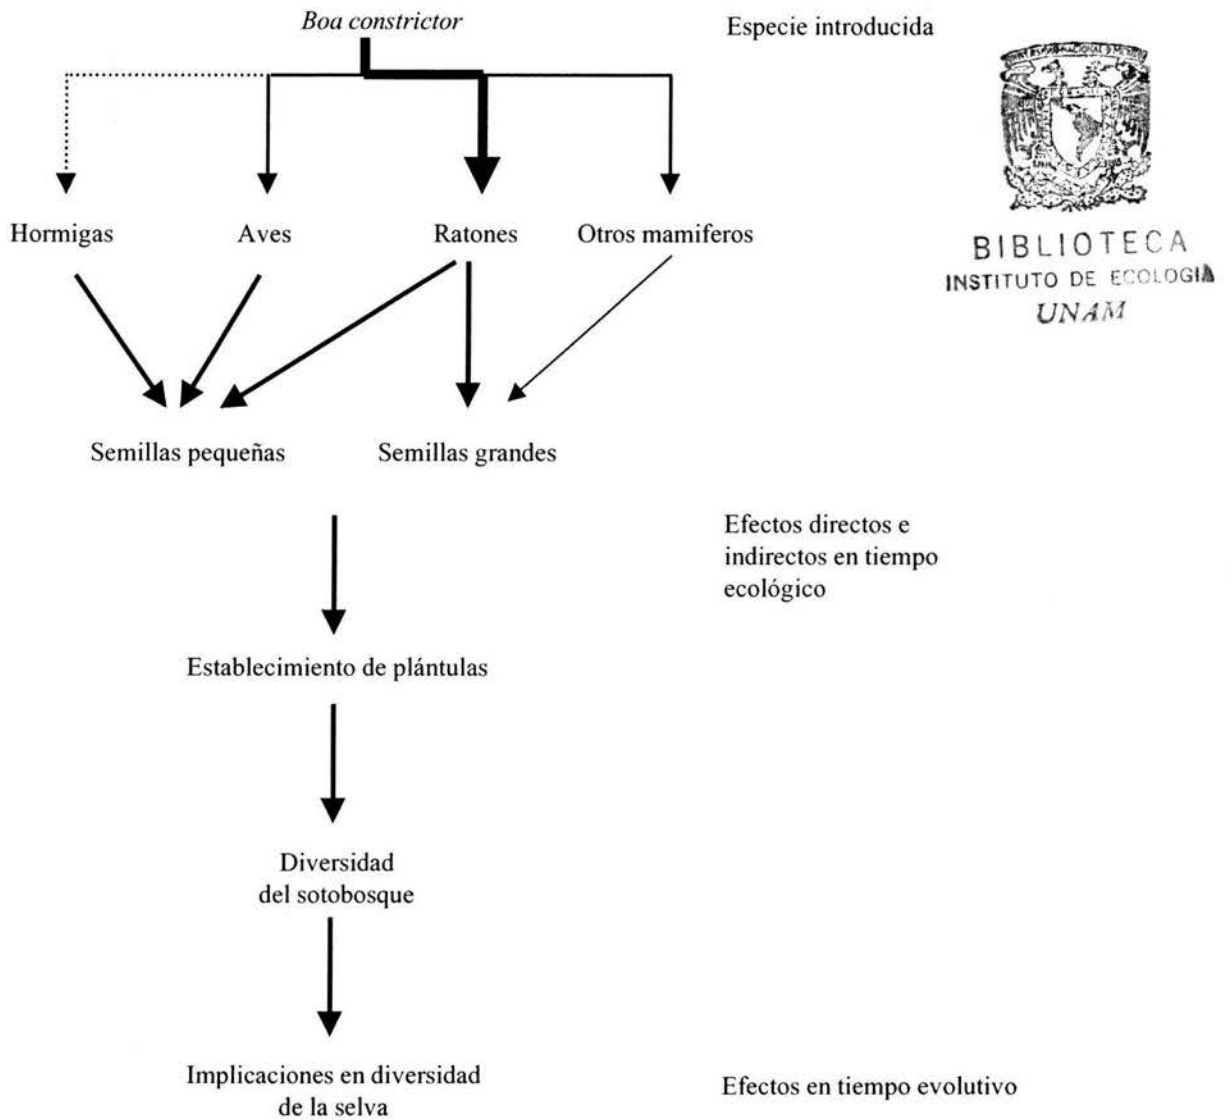 Boa constrictor
Especie introducida
Hormigas
Aves
Ratones
Otros mamiferos
BIBLIOTECA
INSTITUTO DE ECOLOGIA
UNAM
Semillas pequeñas
Semillas grandes
Efectos directos e
indirectos en tiempo
ecológico
Establecimiento de plántulas
Diversidad
del sotobosque
Implicaciones en diversidad
de la selva
Efectos en tiempo evolutivo